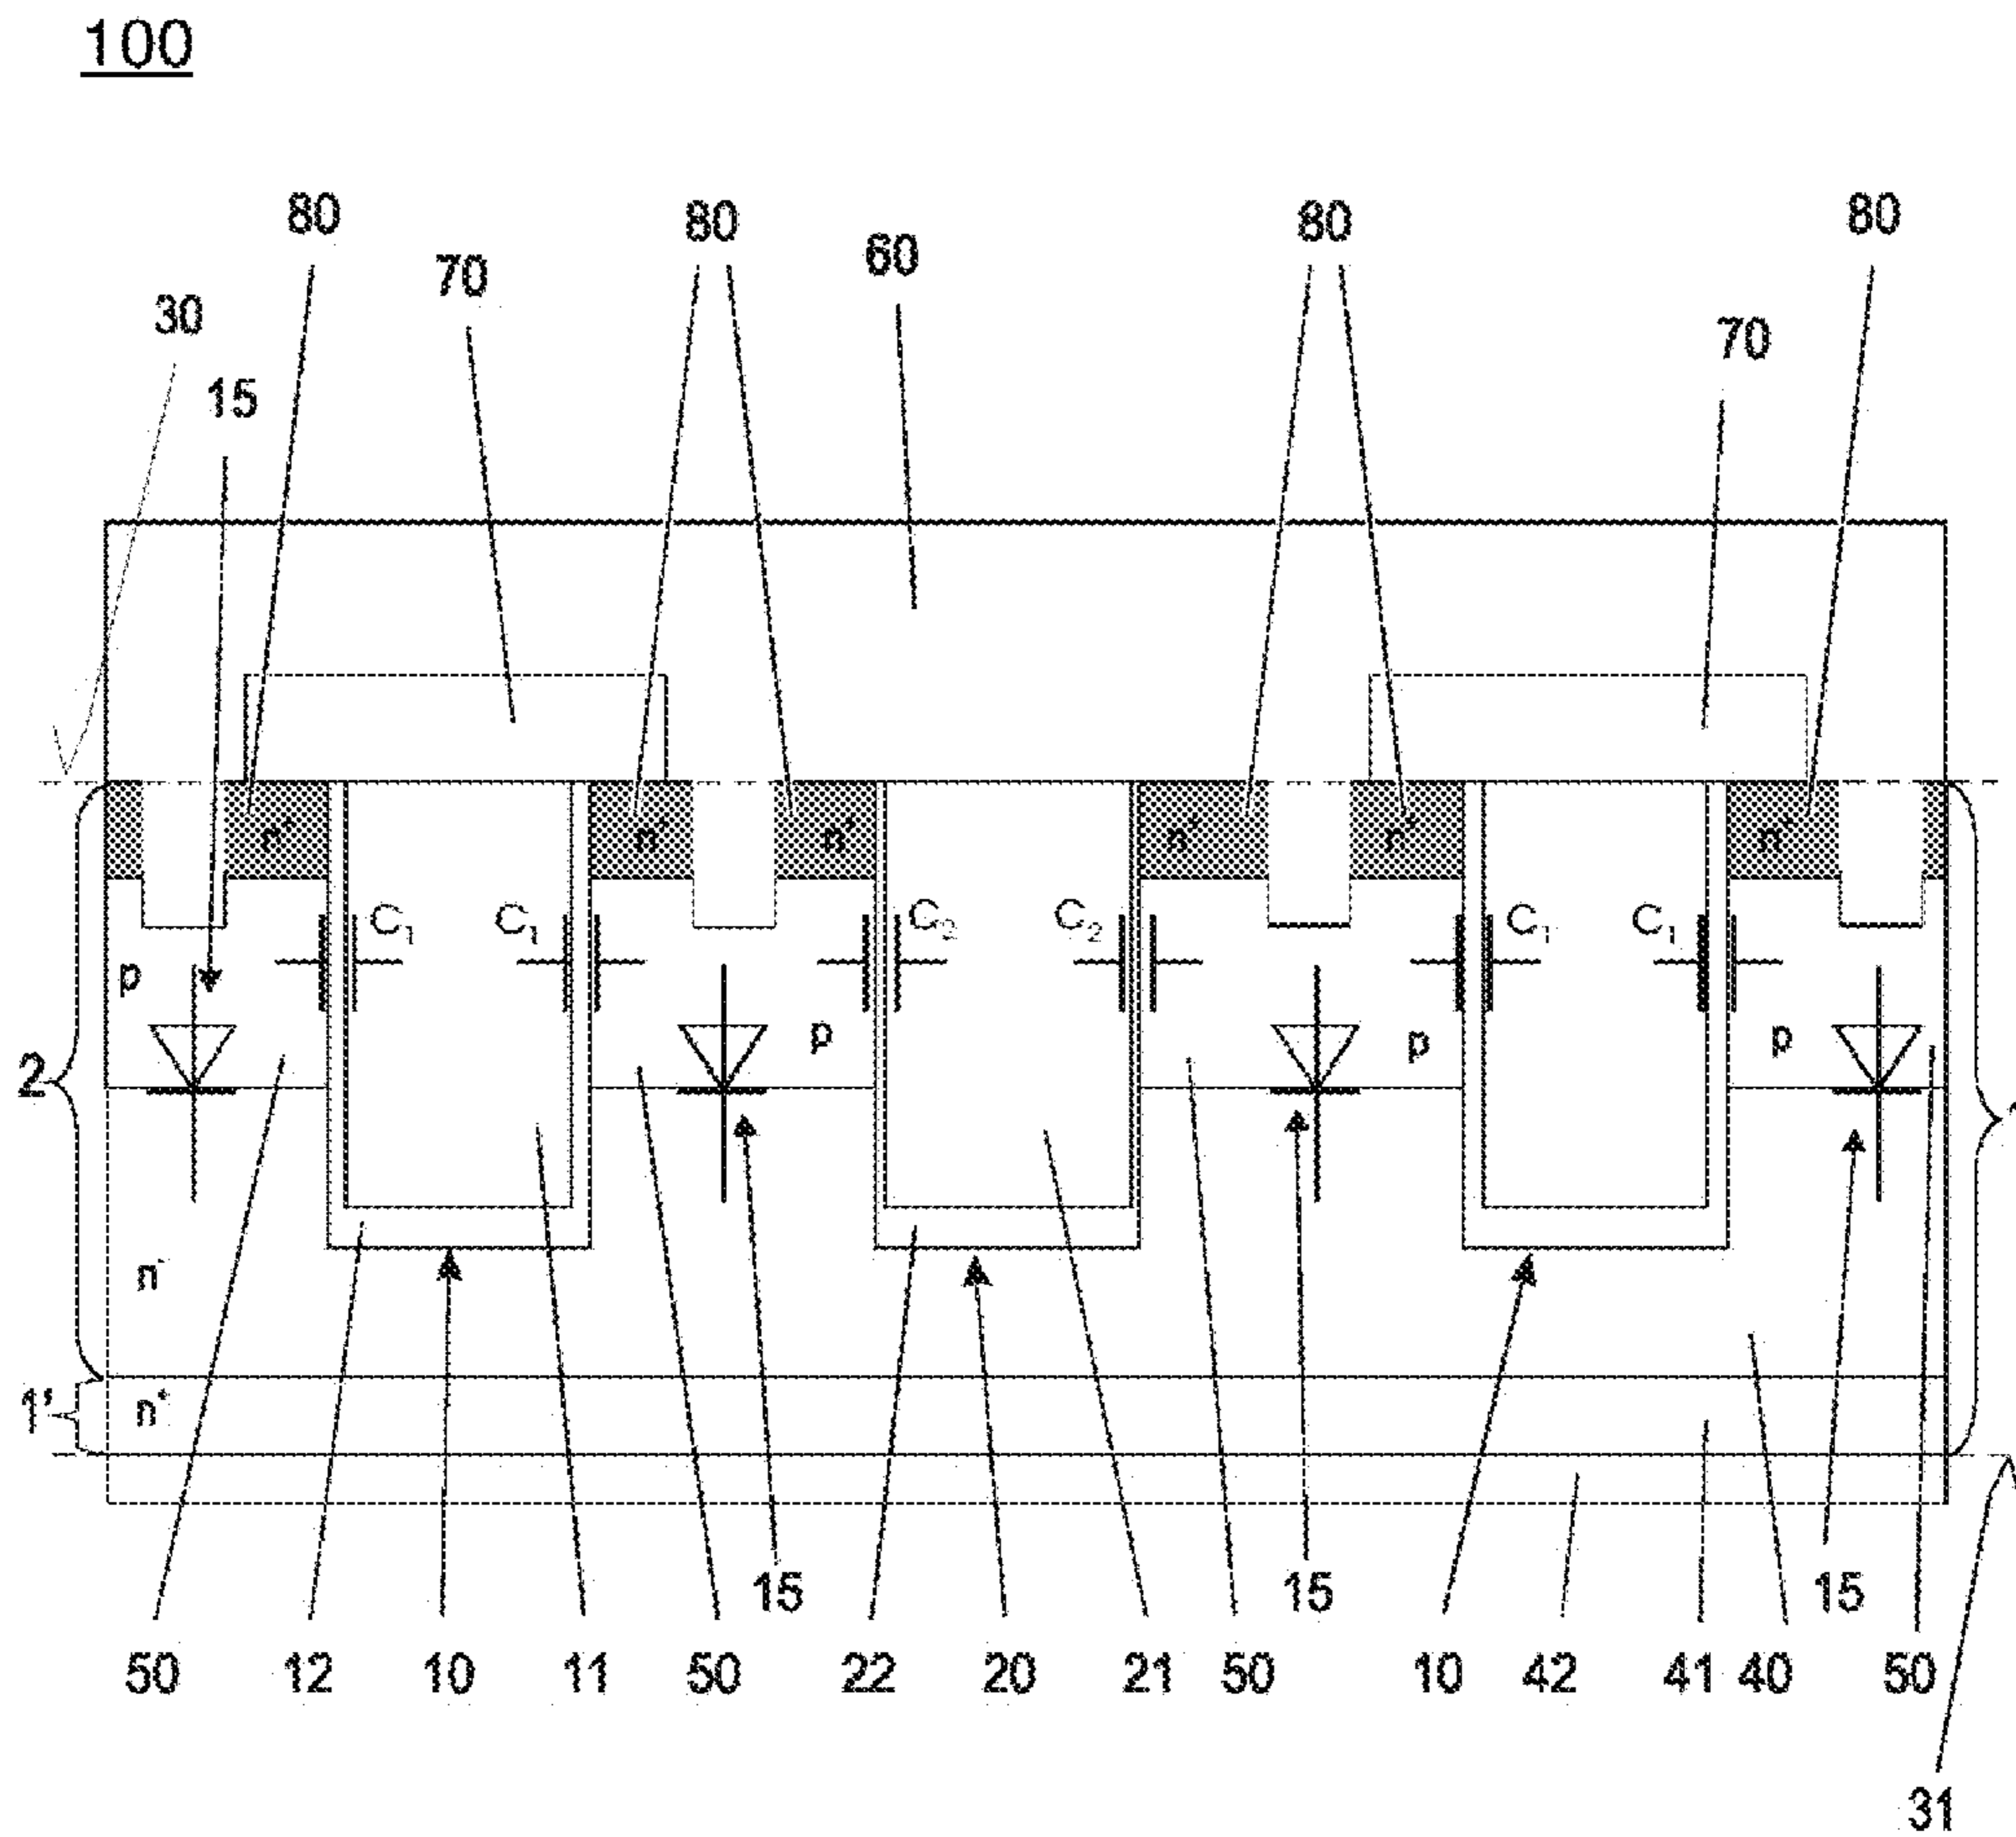 100
80 80 80 80
60
70
30
70
15
n⁺ n⁺ n⁺ n⁺ n⁺ n⁺
C₁ C₁ C₂ C₂ C₁ C₁
p
p p p
2
n⁻
1' n⁺
15 15 15
50 12 10 11 50 22 20 21 50 10 42 41 40 50
31